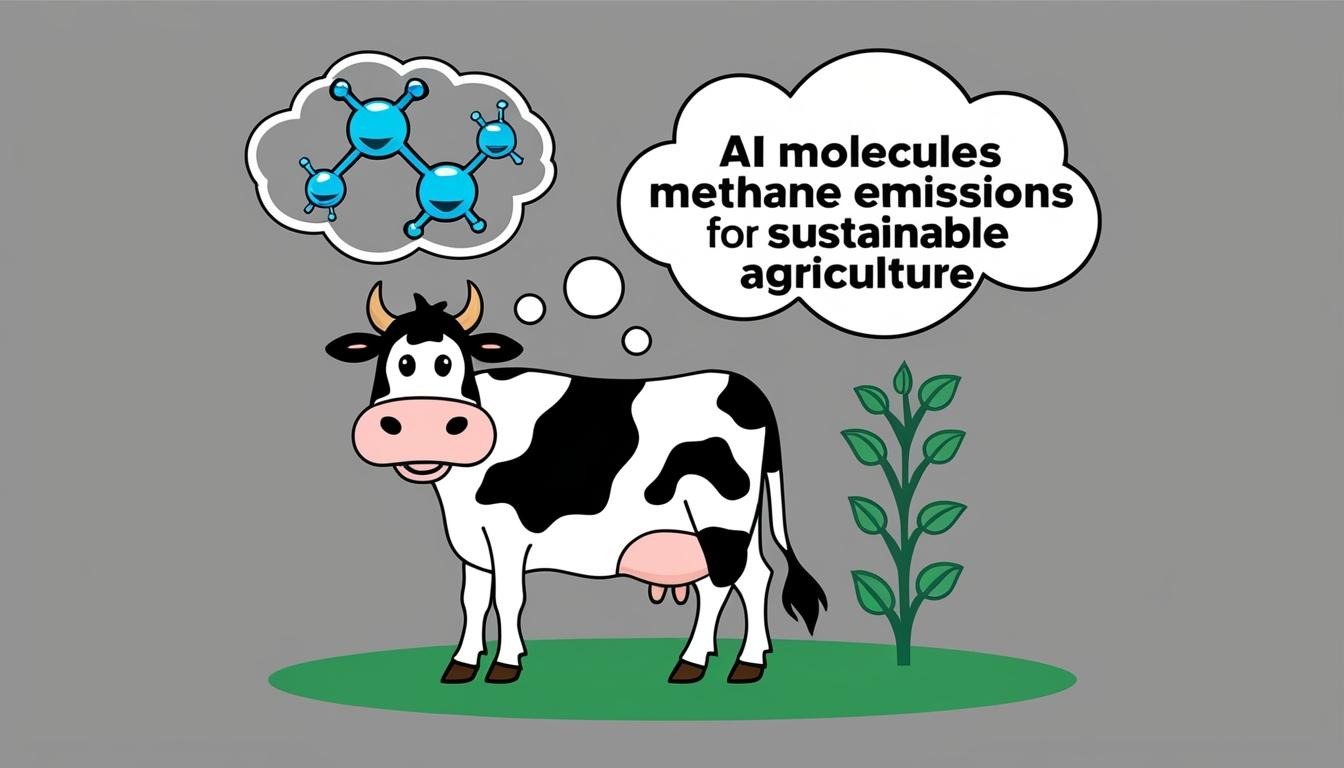 AI molecules
methane emissions
for sustainable
agriculture